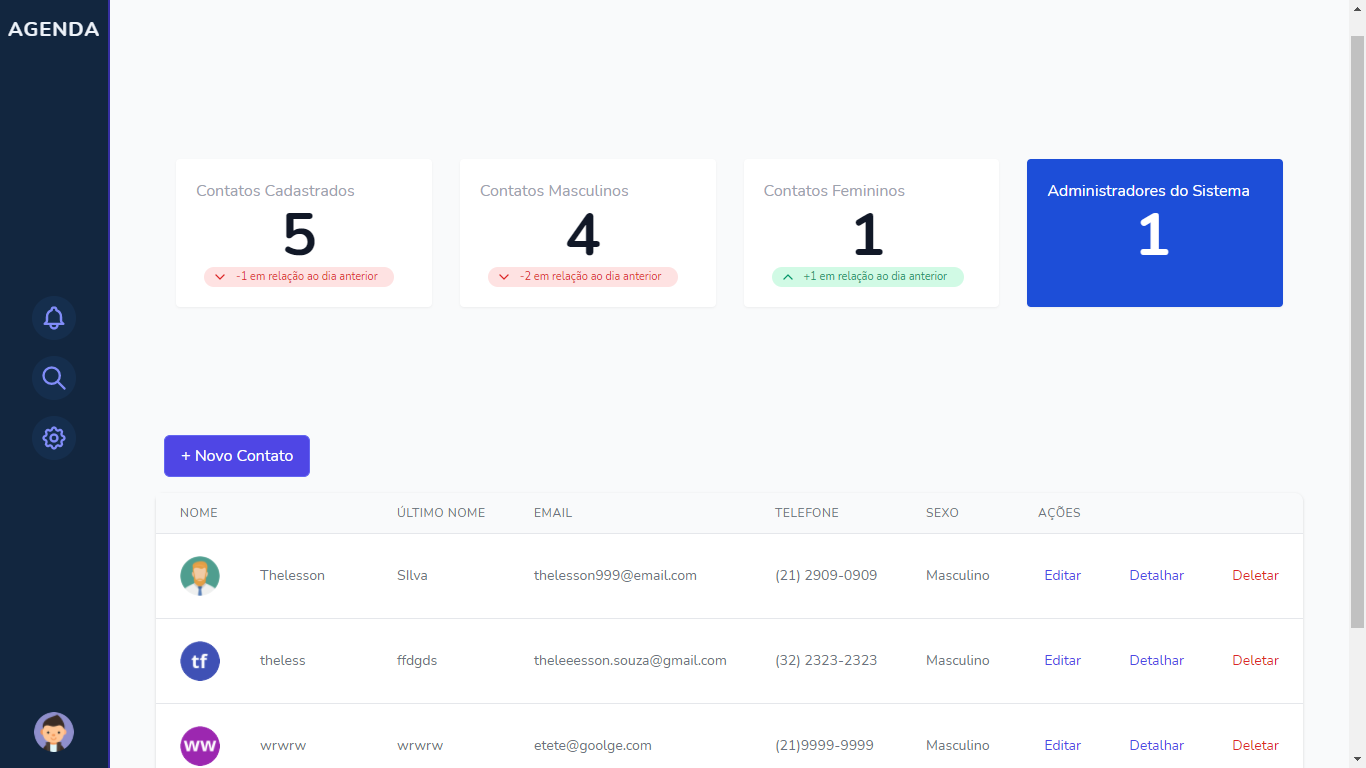 AGENDA
Contatos Cadastrados
5
-1 em relação ao dia anterior
Contatos Masculinos
4
-2 em relação ao dia anterior
Contatos Femininos
1
+1 em relação ao dia anterior
Administradores do Sistema
1
+ Novo Contato
NOME ÚLTIMO NOME EMAIL TELEFONE SEXO AÇÕES
Thelesson SIlva thelesson999@email.com (21) 2909-0909 Masculino Editar Detalhar Deletar
tf theless ffdgds theleeesson.souza@gmail.com (32) 2323-2323 Masculino Editar Detalhar Deletar
ww wrwrw wrwrw etete@goolge.com (21)9999-9999 Masculino Editar Detalhar Deletar